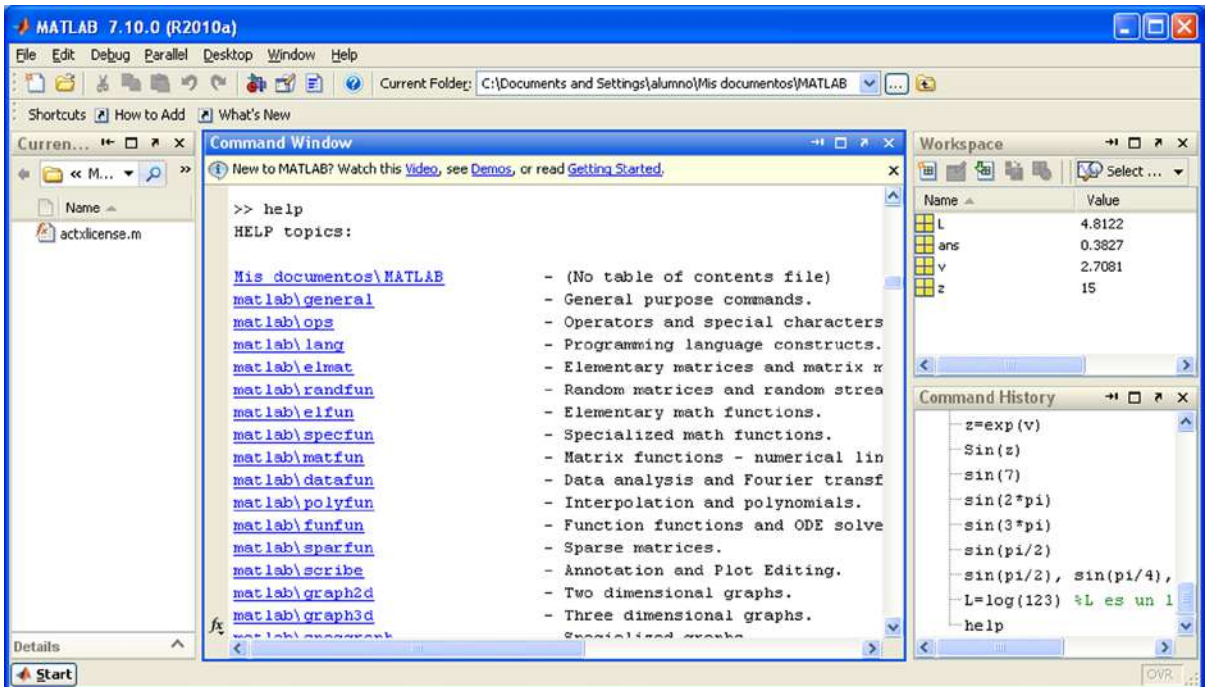 MATLAB 7.10.0 (R2010a)
File Edit Debug Parallel Desktop Window Help
Current Folder: C:\Documents and Settings\alumno\Mis documentos\MATLAB
Shortcuts How to Add What's New
Curren...
« M...
Name
actxlicense.m
Details
Command Window
New to MATLAB? Watch this Video, see Demos, or read Getting Started.
>> help
HELP topics:
Mis documentos\MATLAB - (No table of contents file)
matlab\general - General purpose commands.
matlab\ops - Operators and special characters
matlab\lang - Programming language constructs.
matlab\elmat - Elementary matrices and matrix m
matlab\randfun - Random matrices and random strea
matlab\elfun - Elementary math functions.
matlab\specfun - Specialized math functions.
matlab\matfun - Matrix functions - numerical lin
matlab\datafun - Data analysis and Fourier transf
matlab\polyfun - Interpolation and polynomials.
matlab\funfun - Function functions and ODE solve
matlab\sparfun - Sparse matrices.
matlab\scribe - Annotation and Plot Editing.
matlab\graph2d - Two dimensional graphs.
matlab\graph3d - Three dimensional graphs.
matlab\specgraph - Specialized graphs
fx
Workspace
Select ...
Name Value
L 4.8122
ans 0.3827
v 2.7081
z 15
Command History
z=exp(v)
Sin(z)
sin(7)
sin(2*pi)
sin(3*pi)
sin(pi/2)
sin(pi/2), sin(pi/4),
L=log(123) %L es un l
help
Start
OVR